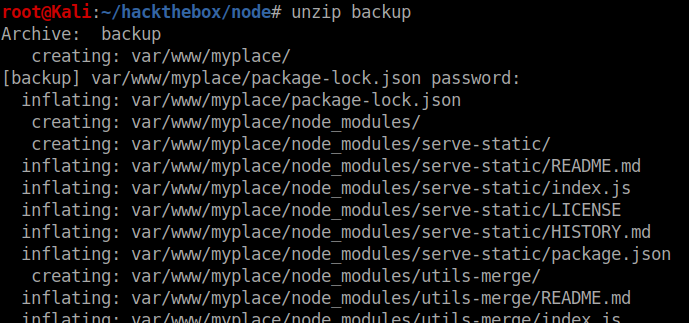 root@Kali:~/hackthebox/node# unzip backup
Archive:  backup
   creating: var/www/myplace/
[backup] var/www/myplace/package-lock.json password:
  inflating: var/www/myplace/package-lock.json
   creating: var/www/myplace/node_modules/
   creating: var/www/myplace/node_modules/serve-static/
  inflating: var/www/myplace/node_modules/serve-static/README.md
  inflating: var/www/myplace/node_modules/serve-static/index.js
  inflating: var/www/myplace/node_modules/serve-static/LICENSE
  inflating: var/www/myplace/node_modules/serve-static/HISTORY.md
  inflating: var/www/myplace/node_modules/serve-static/package.json
   creating: var/www/myplace/node_modules/utils-merge/
  inflating: var/www/myplace/node_modules/utils-merge/README.md
  inflating: var/www/myplace/node_modules/utils-merge/index.js